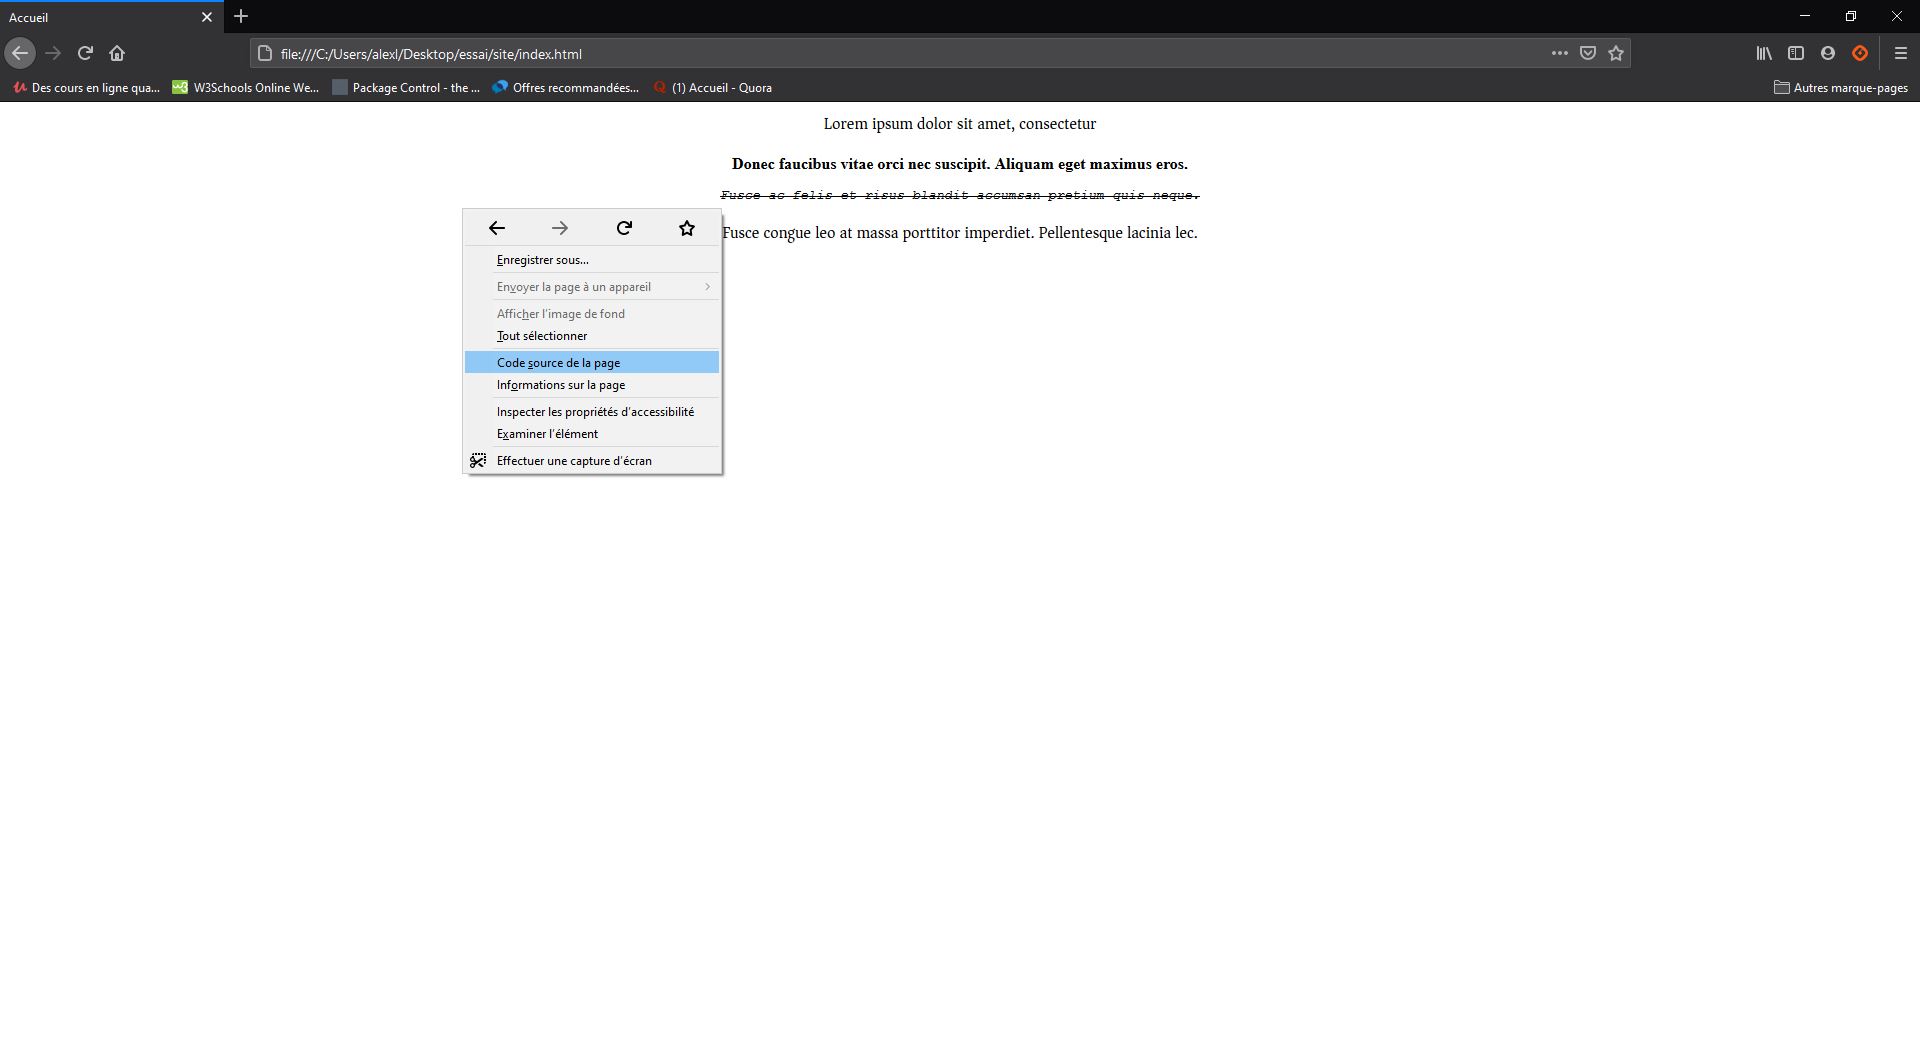 Accueil
file:///C:/Users/alexl/Desktop/essai/site/index.html
Des cours en ligne qua... W3Schools Online We... Package Control - the ... Offres recommandées... (1) Accueil - Quora Autres marque-pages
Lorem ipsum dolor sit amet, consectetur
Donec faucibus vitae orci nec suscipit. Aliquam eget maximus eros.
Fusce ac felis et risus blandit accumsan pretium quis neque.
Fusce congue leo at massa porttitor imperdiet. Pellentesque lacinia lec.
Enregistrer sous...
Envoyer la page à un appareil
Afficher l'image de fond
Tout sélectionner
Code source de la page
Informations sur la page
Inspecter les propriétés d'accessibilité
Examiner l'élément
Effectuer une capture d'écran